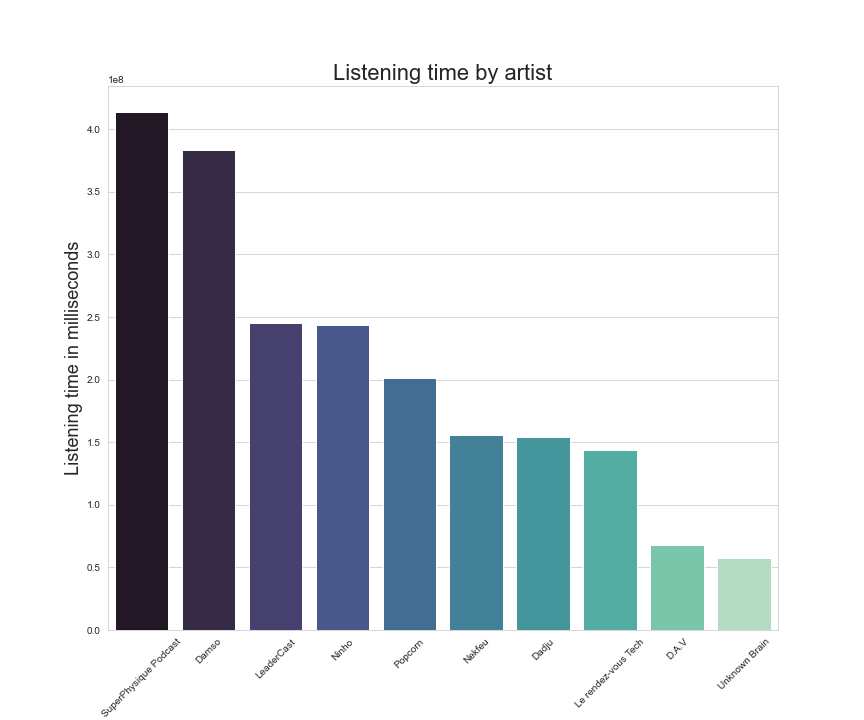 Listening time by artist
1e8
4.0
3.5
3.0
2.5
2.0
1.5
1.0
0.5
0.0
Listening time in milliseconds
SuperPhysique Podcast
Damso
LeaderCast
Ninho
Popcorn
Nekfeu
Dadju
Le rendez-vous Tech
D.A.V
Unknown Brain